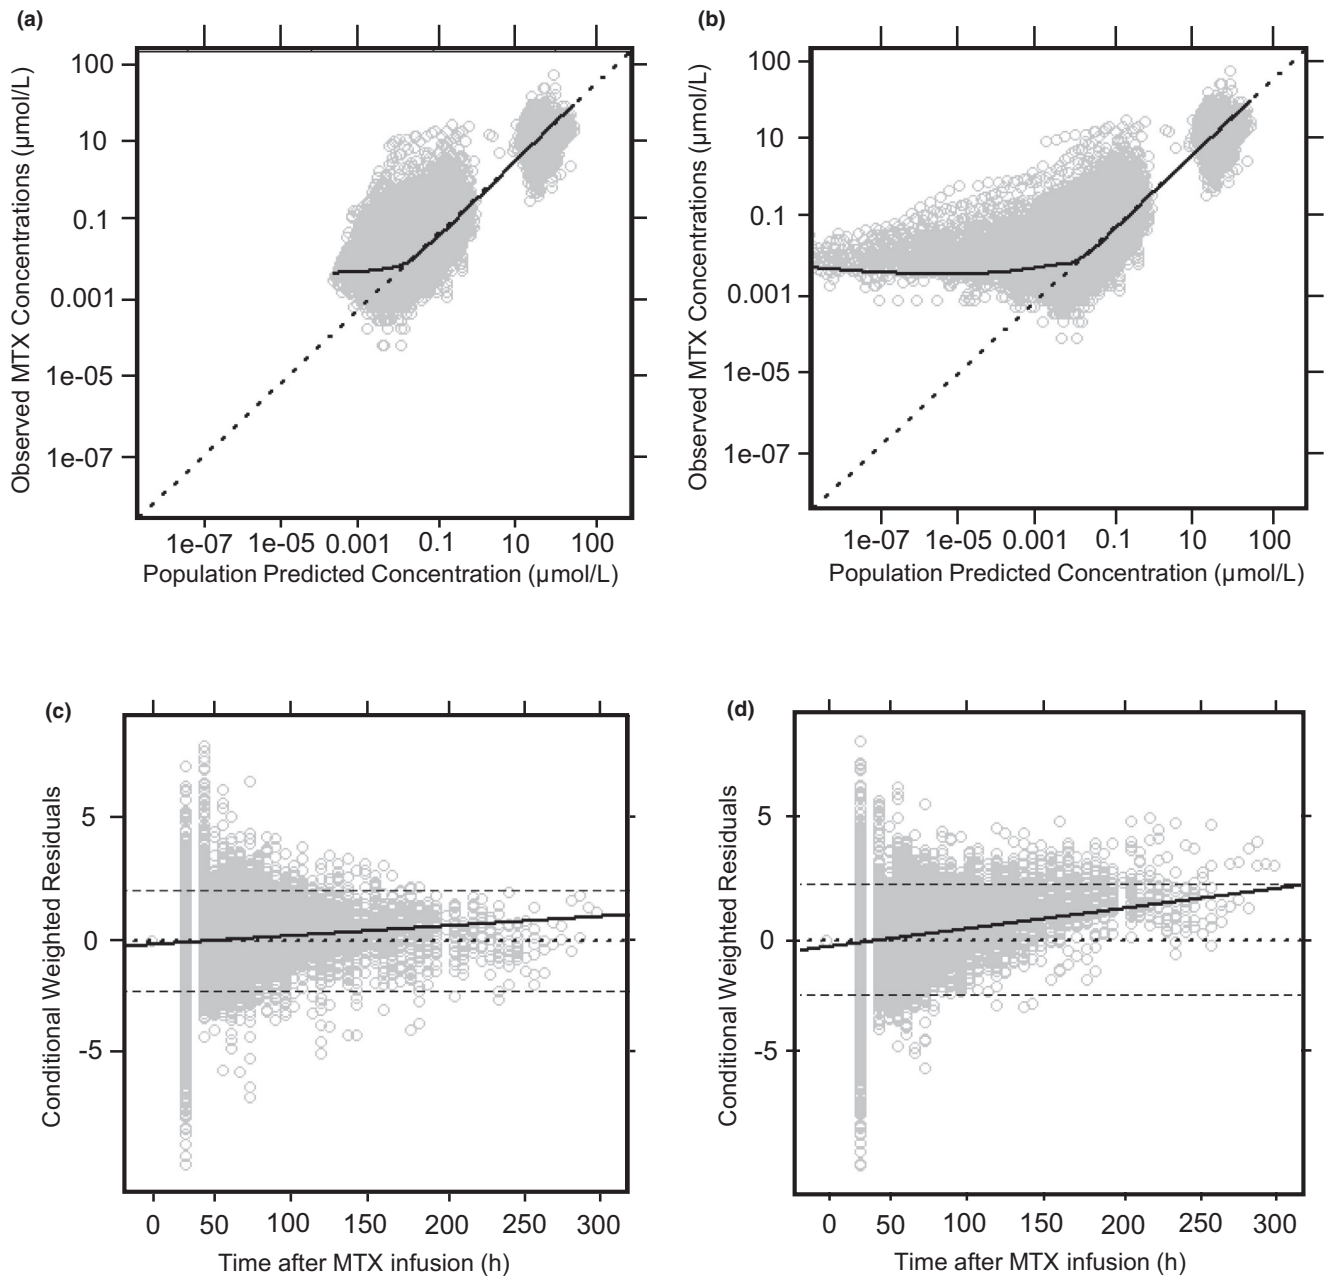 (a)
(b)
Observed MTX Concentrations (µmol/L)
100
10
0.1
0.001
1e-05
1e-07
1e-07 1e-05 0.001 0.1 10 100
Population Predicted Concentration (µmol/L)
Observed MTX Concentrations (µmol/L)
100
10
0.1
0.001
1e-05
1e-07
1e-07 1e-05 0.001 0.1 10 100
Population Predicted Concentration (µmol/L)
(c)
(d)
Conditional Weighted Residuals
5
0
-5
0 50 100 150 200 250 300
Time after MTX infusion (h)
Conditional Weighted Residuals
5
0
-5
0 50 100 150 200 250 300
Time after MTX infusion (h)